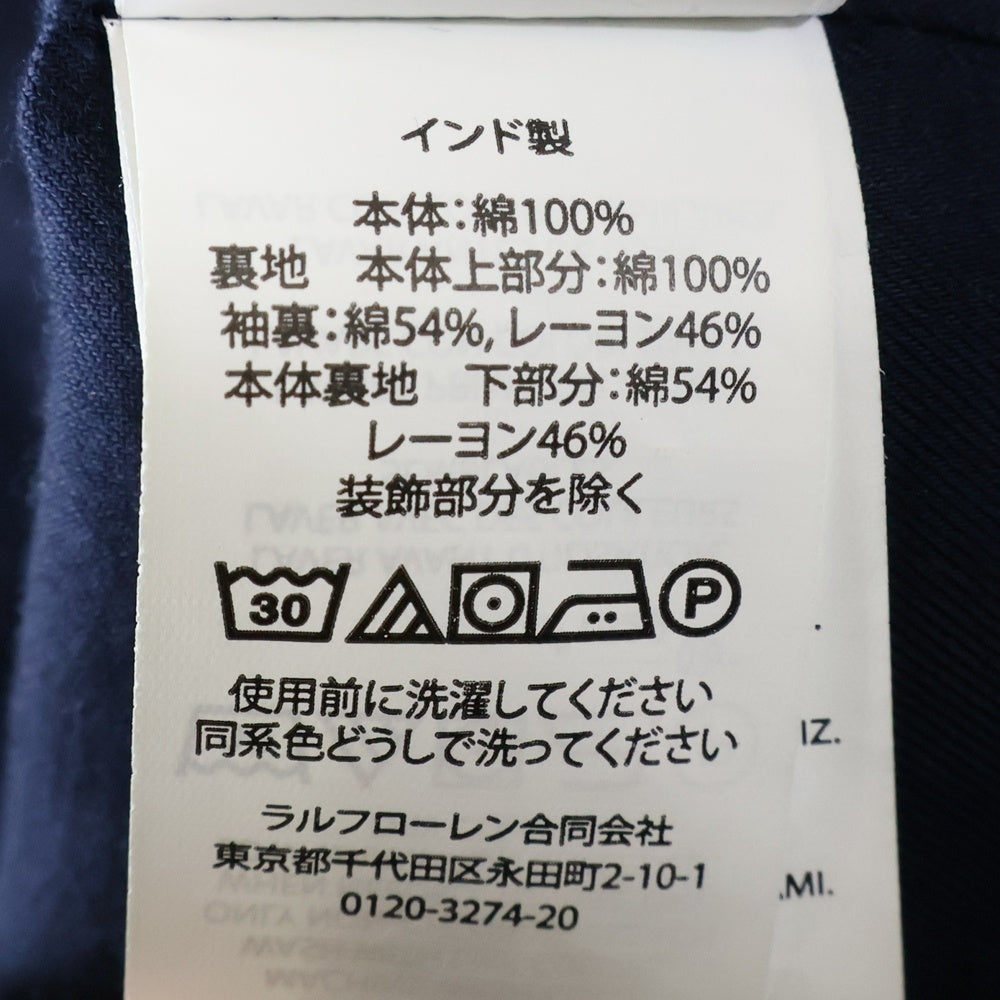 インド製
本体:綿100%
裏地　本体上部分:綿100%
袖裏:綿54%, レーヨン46%
本体裏地　下部分:綿54%
レーヨン46%
装飾部分を除く
30 P
使用前に洗濯してください
同系色どうしで洗ってください
IZ.
ラルフローレン合同会社
東京都千代田区永田町2-10-1
.MI.
0120-3274-20